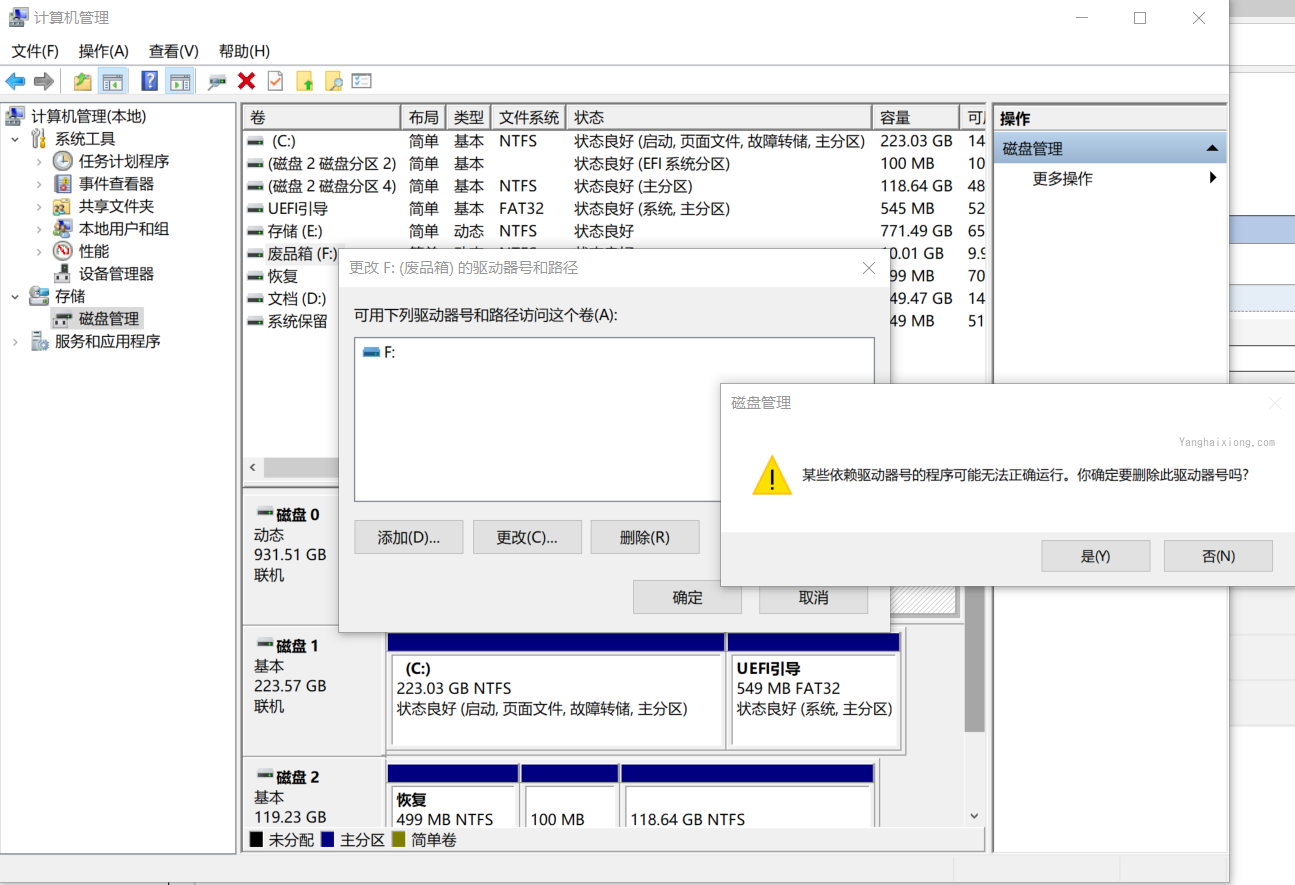 计算机管理
文件(F) 操作(A) 查看(V) 帮助(H)
计算机管理(本地)
系统工具
任务计划程序
事件查看器
共享文件夹
本地用户和组
性能
设备管理器
存储
磁盘管理
服务和应用程序
卷 布局 类型 文件系统 状态 容量
(C:) 简单 基本 NTFS 状态良好 (启动, 页面文件, 故障转储, 主分区) 223.03 GB 14
(磁盘 2 磁盘分区 2) 简单 基本 状态良好 (EFI 系统分区) 100 MB 10
(磁盘 2 磁盘分区 4) 简单 基本 NTFS 状态良好 (主分区) 118.64 GB 48
UEFI引导 简单 基本 FAT32 状态良好 (系统, 主分区) 545 MB 52
存储 (E:) 简单 动态 NTFS 状态良好 771.49 GB 65
废品箱 (F:) 0.01 GB 9.9
恢复 99 MB 70
文档 (D:) 49.47 GB 14
系统保留 49 MB 51
操作
磁盘管理
更多操作
更改 F: (废品箱) 的驱动器号和路径
可用下列驱动器号和路径访问这个卷(A):
F:
添加(D)... 更改(C)... 删除(R)
确定 取消
磁盘管理
Yanghaixiong.com
某些依赖驱动器号的程序可能无法正确运行。你确定要删除此驱动器号吗?
是(Y) 否(N)
磁盘 0
动态
931.51 GB
联机
磁盘 1
基本
223.57 GB
联机
(C:)
223.03 GB NTFS
状态良好 (启动, 页面文件, 故障转储, 主分区)
UEFI引导
549 MB FAT32
状态良好 (系统, 主分区)
磁盘 2
基本
119.23 GB
恢复
499 MB NTFS
100 MB
118.64 GB NTFS
未分配 主分区 简单卷